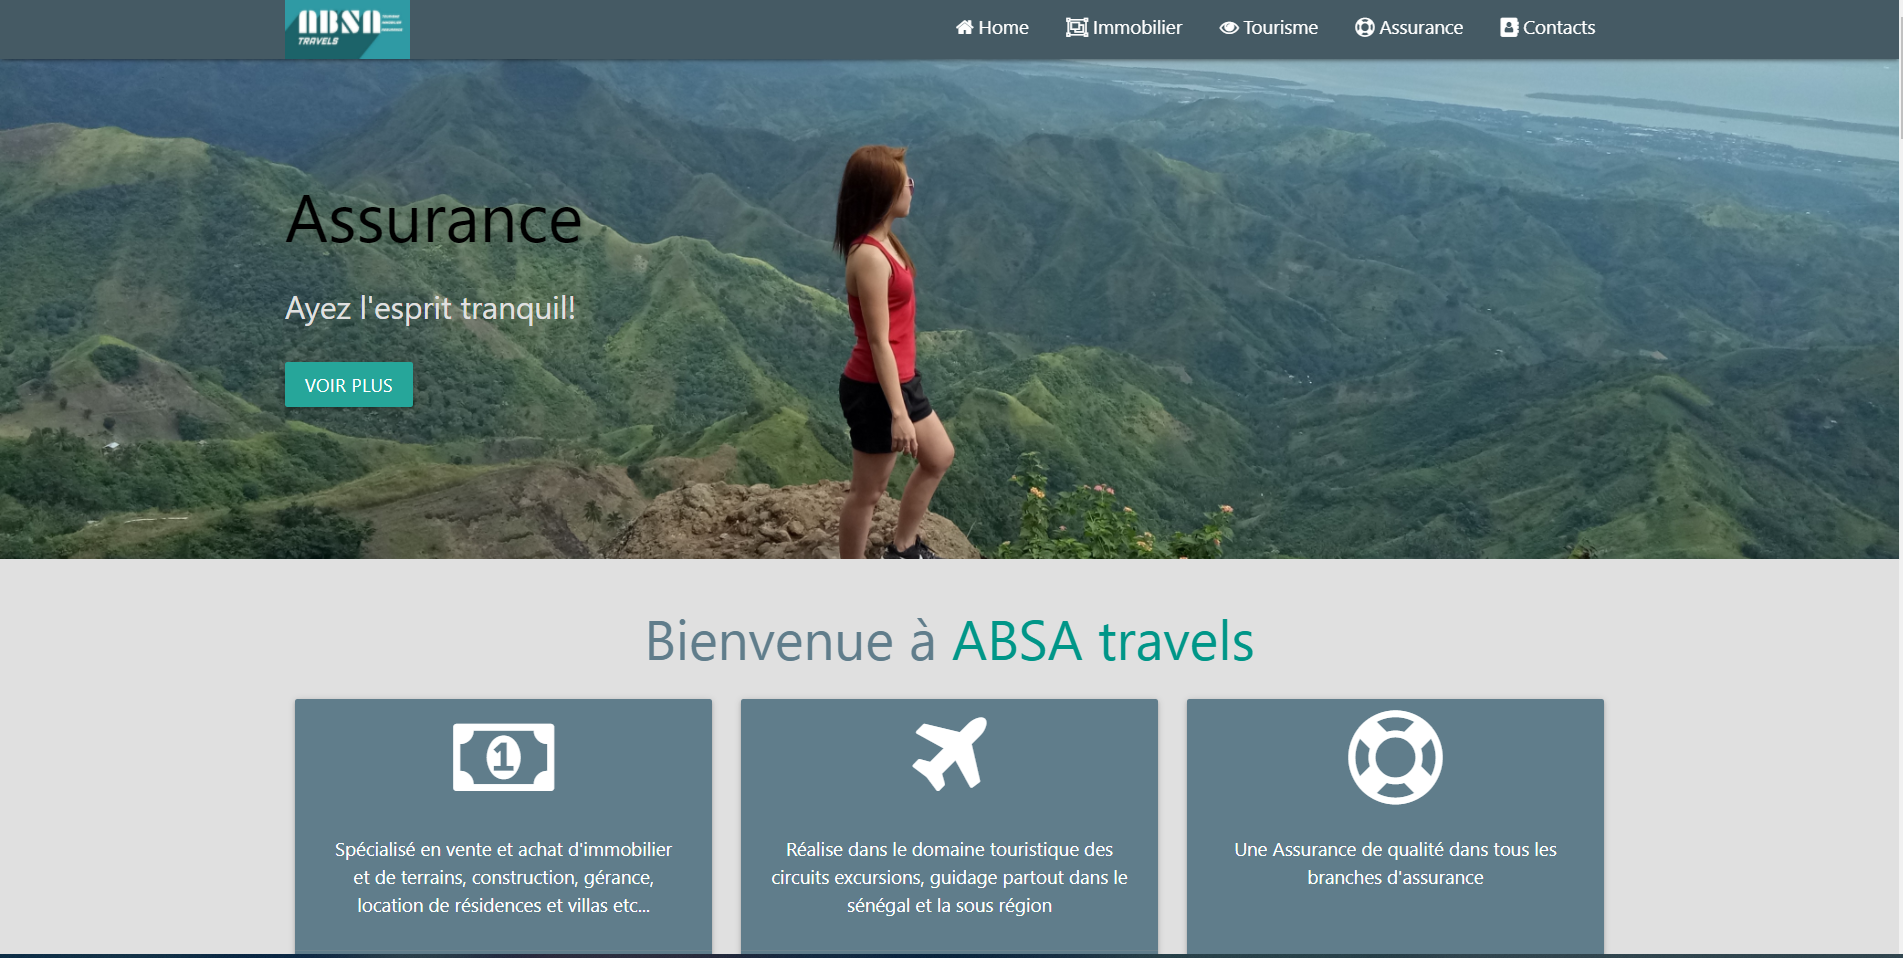 ABSA
TRAVELS
Home
Immobilier
Tourisme
Assurance
Contacts
Assurance
Ayez l'esprit tranquil!
VOIR PLUS
Bienvenue à ABSA travels
1
Spécialisé en vente et achat d'immobilier
et de terrains, construction, gérance,
location de résidences et villas etc...
Réalise dans le domaine touristique des
circuits excursions, guidage partout dans le
sénégal et la sous région
Une Assurance de qualité dans tous les
branches d'assurance